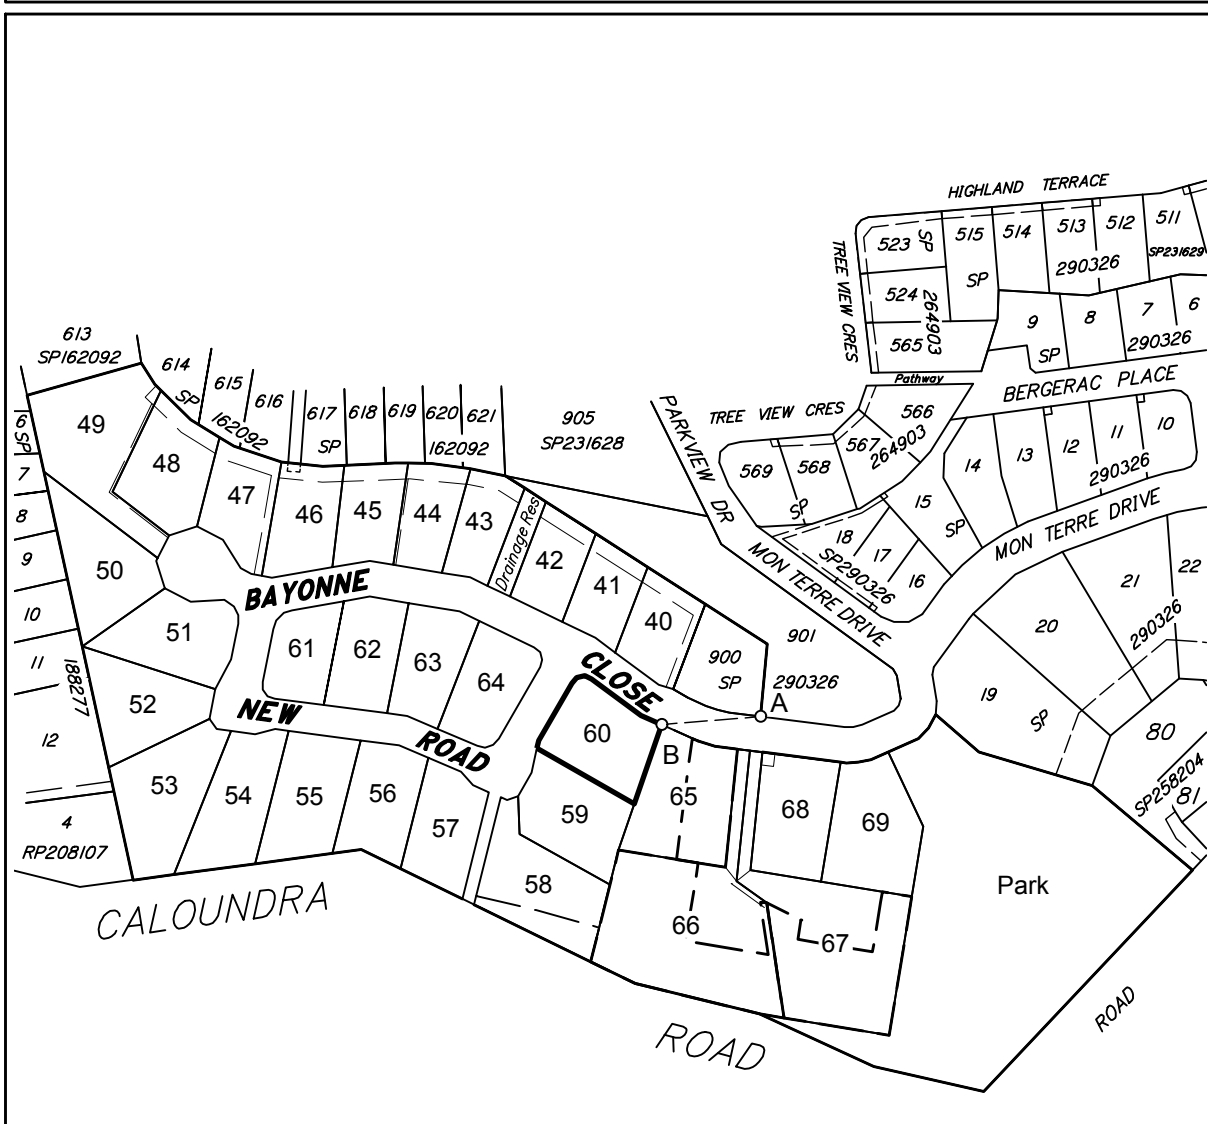 HIGHLAND TERRACE
TREE VIEW CRES
523
SP
515
514
513
512
511
SP231629
SP
290326
524
264903
565
9
8
7
6
SP
290326
Pathway
BERGERAC PLACE
613
SP162092
614
SP
615
162092
616
617
SP
618
619
620
621
162092
905
SP231628
PARKVIEW DR
TREE VIEW CRES
566
567
264903
568
569
SP
14
13
12
11
10
290326
15
SP
18
17
16
SP290326
MON TERRE DRIVE
MON TERRE DRIVE
6
SP
7
8
9
10
11
188277
12
4
RP208107
49
48
47
46
45
44
43
Drainage Res
42
41
40
900
SP
901
290326
50
51
52
53
BAYONNE
CLOSE
61
62
63
64
NEW
ROAD
60
A
B
59
54
55
56
57
58
65
66
67
68
69
19
SP
20
21
22
290326
80
SP258204
81
Park
CALOUNDRA
ROAD
ROAD